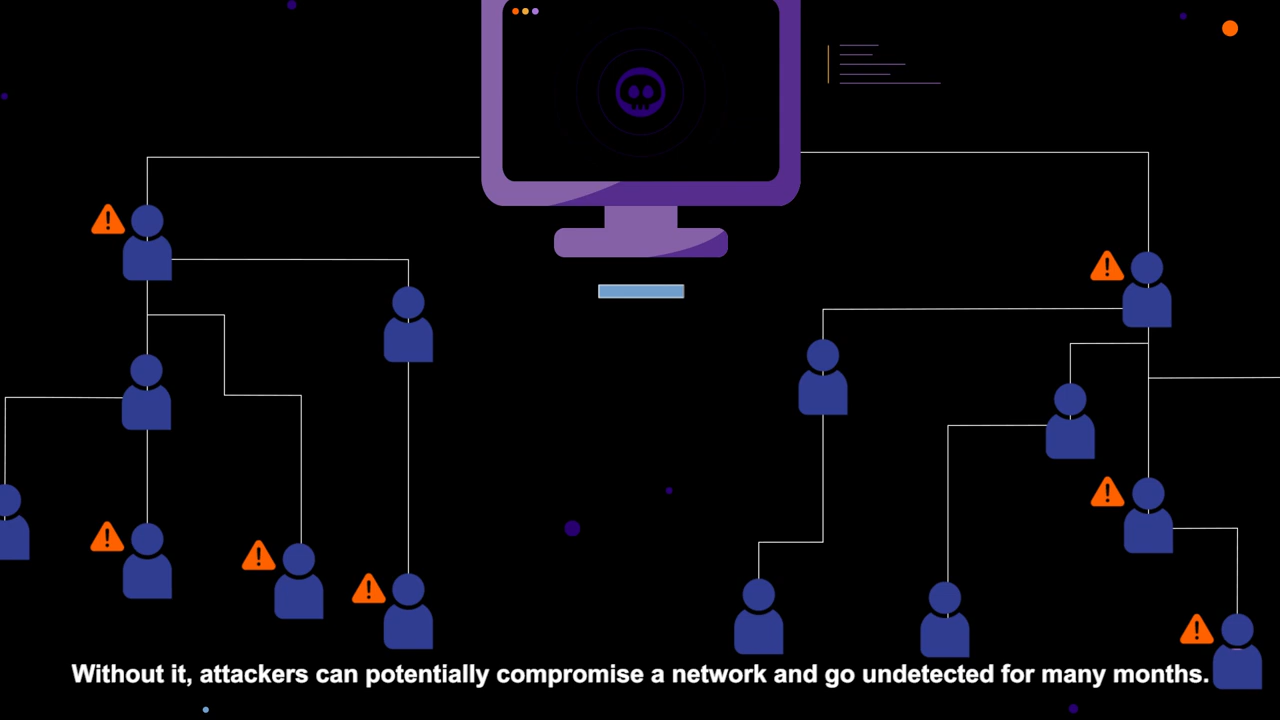 Without it, attackers can potentially compromise a network and go undetected for many months.